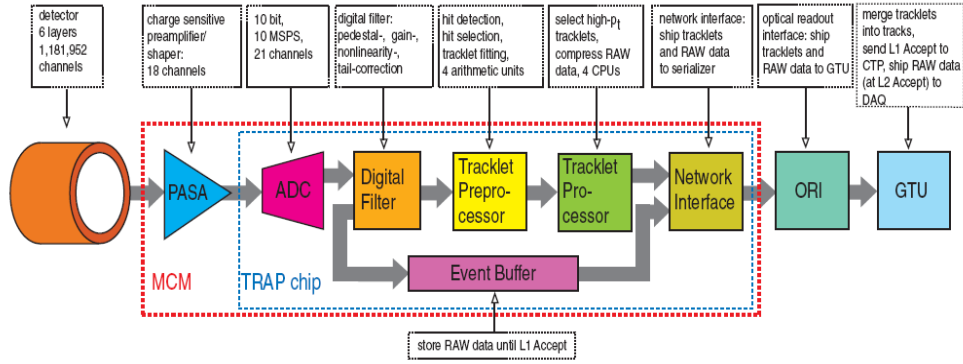 detector
6 layers
1,181,952
channels
charge sensitive
preamplifier/
shaper:
18 channels
10 bit,
10 MSPS,
21 channels
digital filter:
pedestal-, gain-,
nonlinearity-,
tail-correction
hit detection,
hit selection,
tracklet fitting,
4 arithmetic units
select high-pt
tracklets,
compress RAW
data, 4 CPUs
network interface:
ship tracklets
and RAW data
to serializer
optical readout
interface: ship
tracklets and
RAW data to GTU
merge tracklets
into tracks,
send L1 Accept to
CTP, ship RAW data
(at L2 Accept) to
DAQ
PASA
ADC
Digital
Filter
Tracklet
Prepro-
cessor
Tracklet
Pro-
cessor
Network
Interface
ORI
GTU
Event Buffer
MCM
TRAP chip
store RAW data until L1 Accept